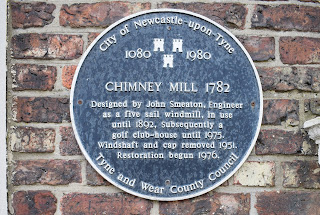 City of Newcastle-upon-Tyne
1080 1980
CHIMNEY MILL 1782
Designed by John Smeaton, Engineer
as a five sail windmill, in use
until 1892. Subsequently a
golf club-house until 1975.
Windshaft and cap removed 1951.
Restoration begun 1976.
Tyne and Wear County Council